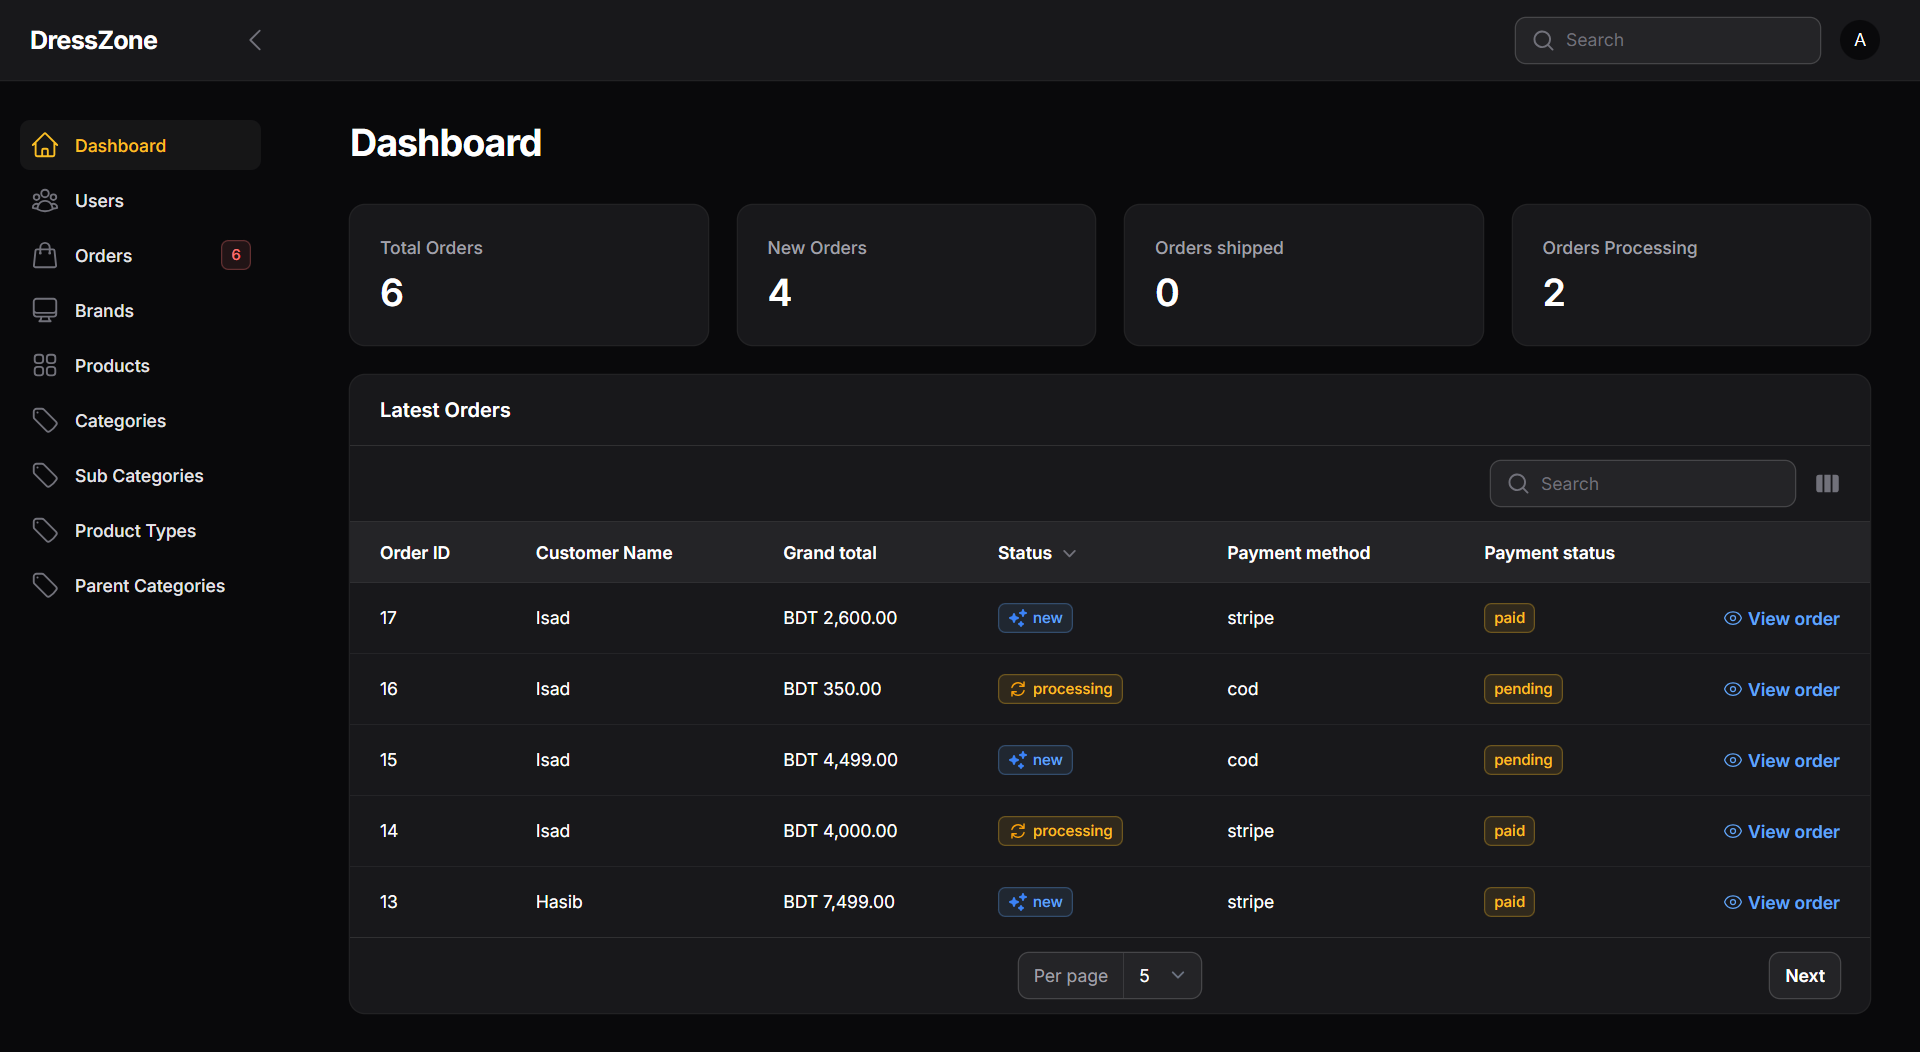 DressZone
Search
A
Dashboard
Users
Orders 6
Brands
Products
Categories
Sub Categories
Product Types
Parent Categories
Dashboard
Total Orders
6
New Orders
4
Orders shipped
0
Orders Processing
2
Latest Orders
Search
Order ID Customer Name Grand total Status Payment method Payment status
17 Isad BDT 2,600.00 new stripe paid View order
16 Isad BDT 350.00 processing cod pending View order
15 Isad BDT 4,499.00 new cod pending View order
14 Isad BDT 4,000.00 processing stripe paid View order
13 Hasib BDT 7,499.00 new stripe paid View order
Per page 5
Next